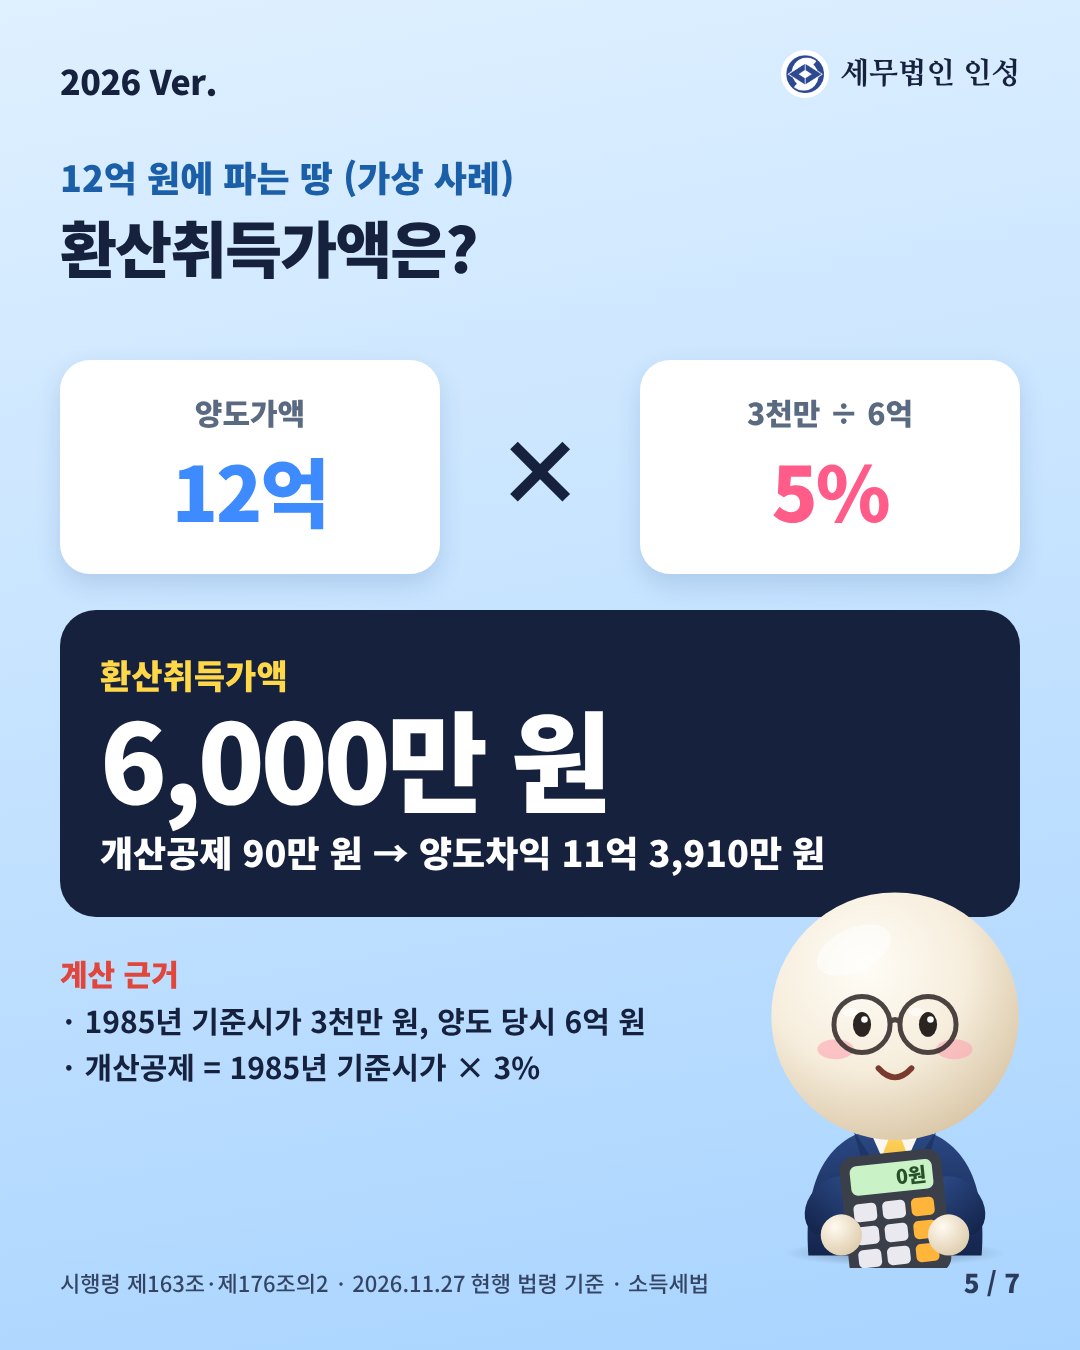 2026 Ver.
세무법인 인성
12억 원에 파는 땅 (가상 사례)
환산취득가액은?
양도가액
12억
×
3천만 ÷ 6억
5%
환산취득가액
6,000만 원
개산공제 90만 원 → 양도차익 11억 3,910만 원
계산 근거
· 1985년 기준시가 3천만 원, 양도 당시 6억 원
· 개산공제 = 1985년 기준시가 × 3%
0원
시행령 제163조·제176조의2 · 2026.11.27 현행 법령 기준 · 소득세법
5 / 7